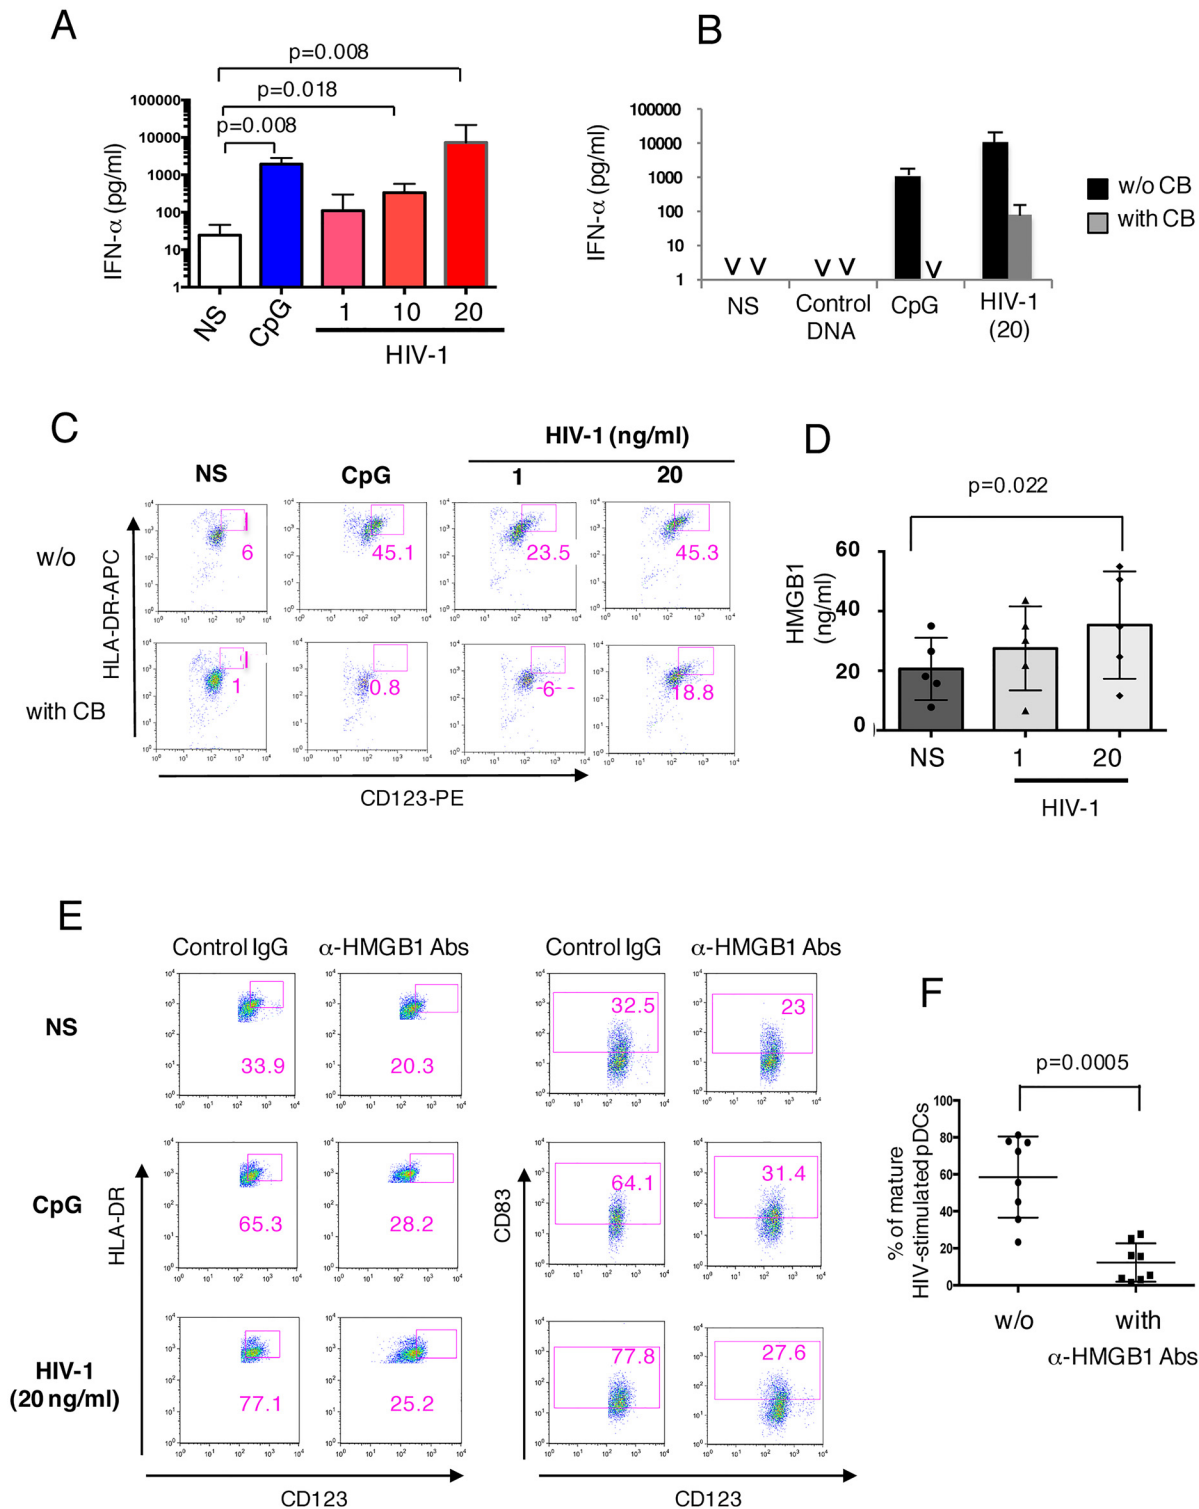 A
p=0.008
p=0.018
p=0.008
IFN-α (pg/ml)
100000
10000
1000
100
10
1
NS
CpG
1
10
20
HIV-1
B
IFN-α (pg/ml)
100000
10000
1000
100
10
1
V V
V V
V
NS
Control
DNA
CpG
HIV-1
(20)
w/o CB
with CB
C
HIV-1 (ng/ml)
NS
CpG
1
20
w/o
6
45.1
23.5
45.3
with CB
1
0.8
-6- -
18.8
HLA-DR-APC
CD123-PE
D
p=0.022
HMGB1
(ng/ml)
60
40
20
0
NS
1
20
HIV-1
E
Control IgG
α-HMGB1 Abs
Control IgG
α-HMGB1 Abs
NS
33.9
20.3
32.5
23
CpG
65.3
28.2
64.1
31.4
HIV-1
(20 ng/ml)
77.1
25.2
77.8
27.6
HLA-DR
CD83
CD123
CD123
F
p=0.0005
% of mature
HIV-stimulated pDCs
100
80
60
40
20
0
w/o
with
α-HMGB1 Abs